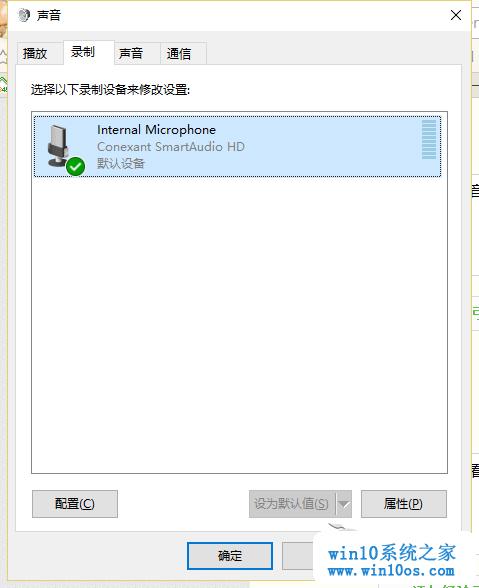 声音
播放 录制 声音 通信
选择以下录制设备来修改设置:
Internal Microphone
Conexant SmartAudio HD
默认设备
配置(C) 设为默认值(S) 属性(P)
确定
win10系统之家
www.win10os.com